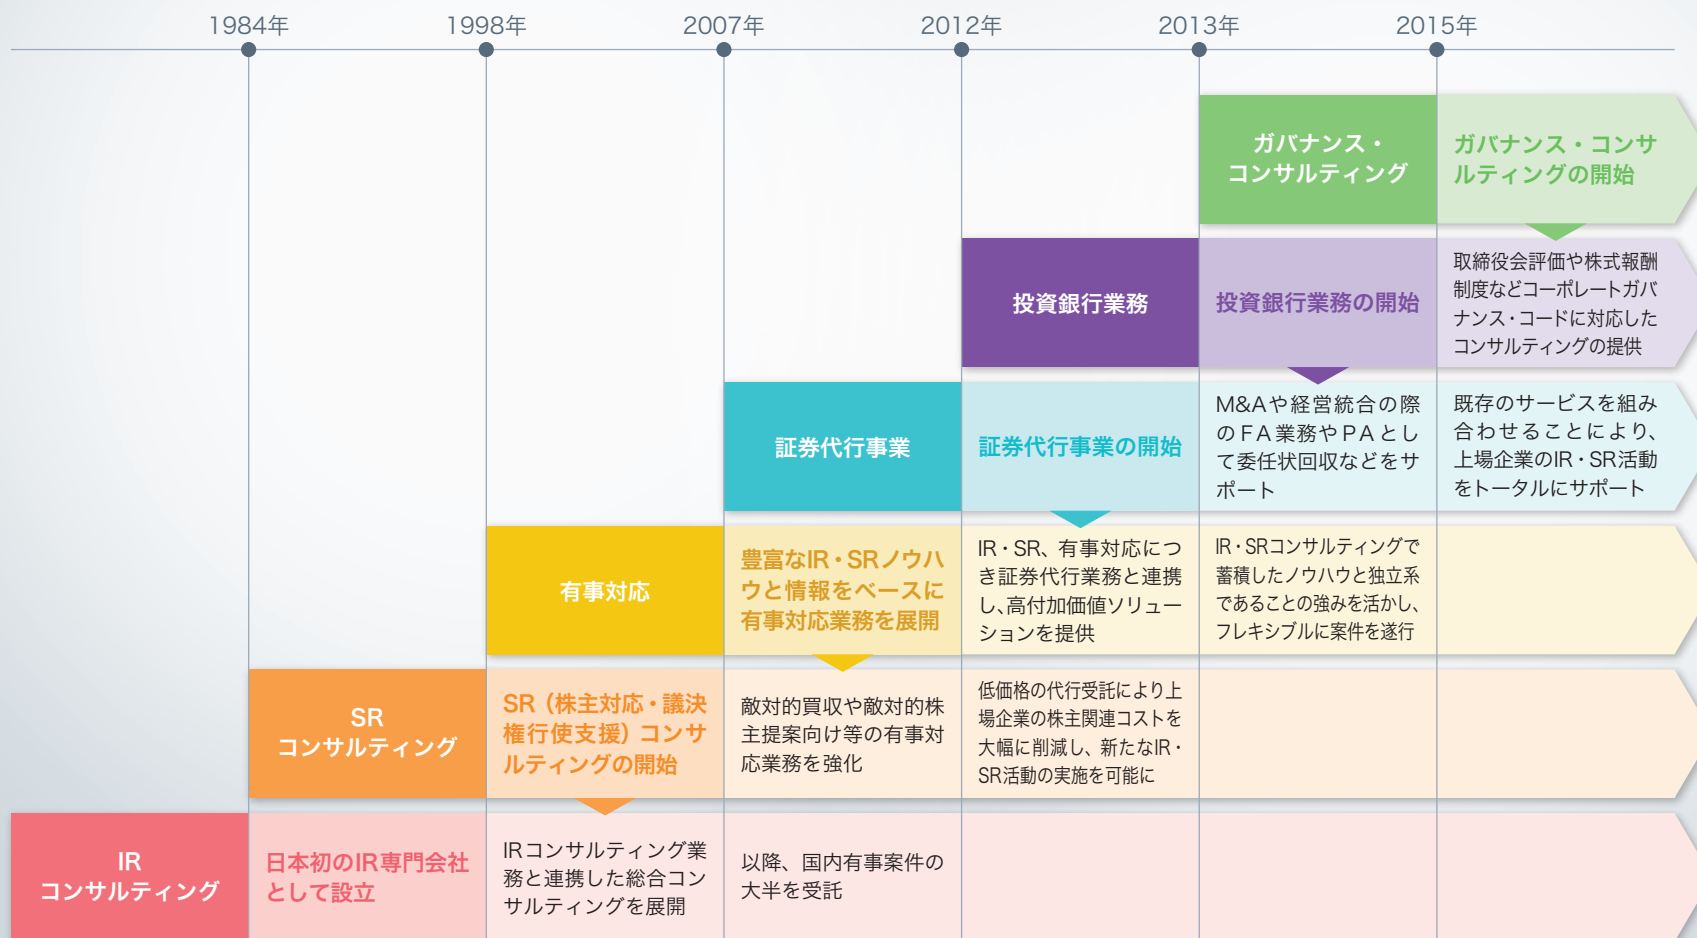 1984年
1998年
2007年
2012年
2013年
2015年
ガバナンス・
コンサルティング
ガバナンス・コンサ
ルティングの開始
投資銀行業務
投資銀行業務の開始
取締役会評価や株式報酬
制度などコーポレートガバ
ナンス・コードに対応した
コンサルティングの提供
証券代行事業
証券代行事業の開始
M&Aや経営統合の際
のFA業務やPAとし
て委任状回収などをサ
ポート
既存のサービスを組み
合わせることにより、
上場企業のIR・SR活動
をトータルにサポート
有事対応
豊富なIR・SRノウハ
ウと情報をベースに
有事対応業務を展開
IR・SR、有事対応につ
き証券代行業務と連携
し、高付加価値ソリュー
ションを提供
IR・SRコンサルティングで
蓄積したノウハウと独立系
であることの強みを活かし、
フレキシブルに案件を遂行
SR
コンサルティング
SR（株主対応・議決
権行使支援）コンサ
ルティングの開始
敵対的買収や敵対的株
主提案向け等の有事対
応業務を強化
低価格の代行受託により上
場企業の株主関連コストを
大幅に削減し、新たなIR・
SR活動の実施を可能に
IR
コンサルティング
日本初のIR専門会社
として設立
IRコンサルティング業
務と連携した総合コン
サルティングを展開
以降、国内有事案件の
大半を受託